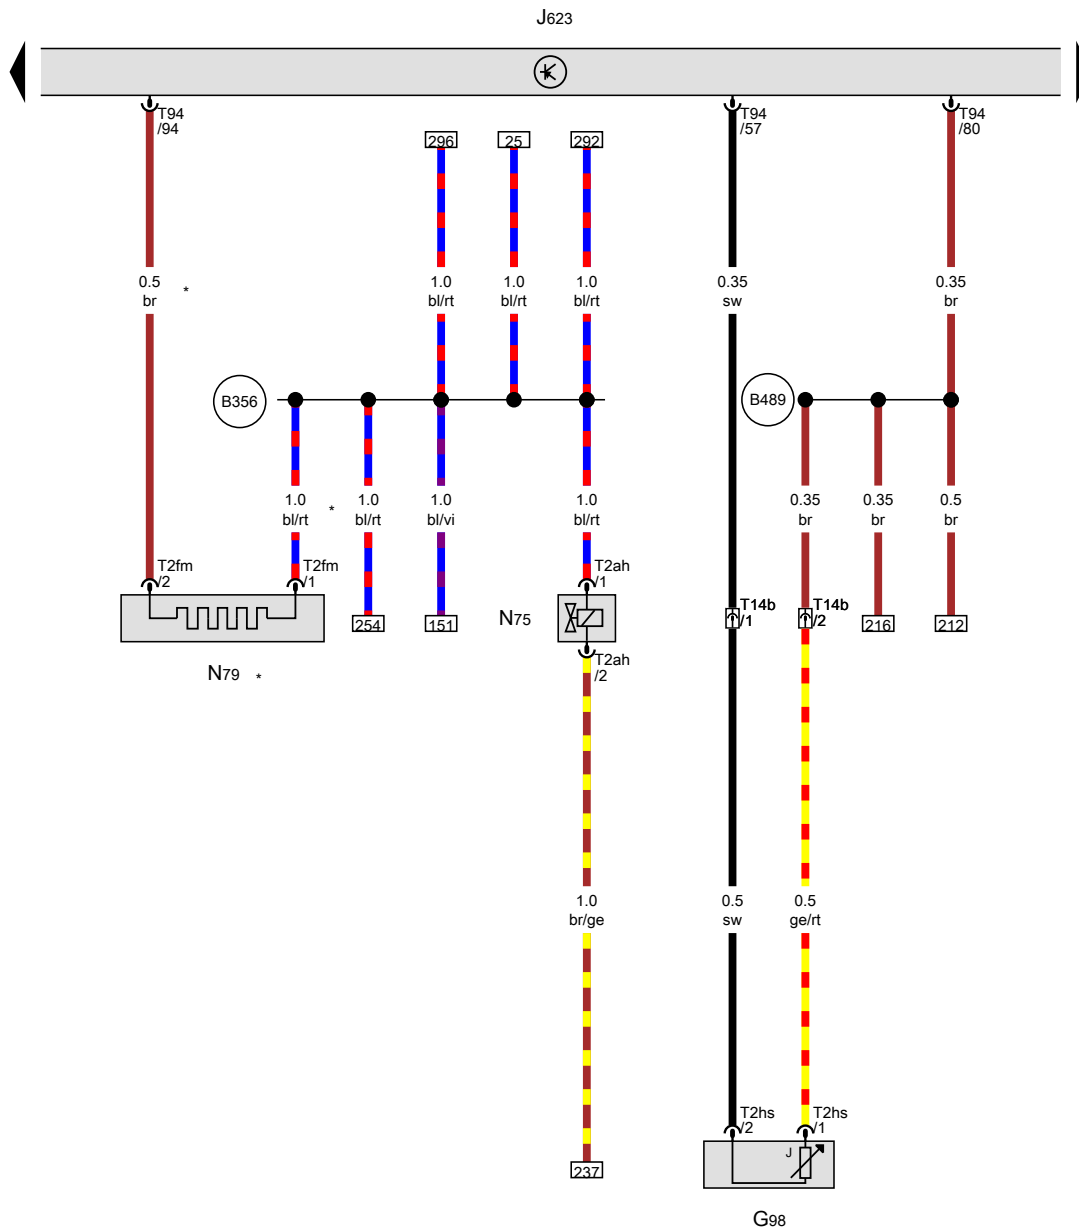 J623
T94
/94
T94
/57
T94
/80
296
25
292
0.5
br
*
1.0
bl/rt
1.0
bl/rt
1.0
bl/rt
0.35
sw
0.35
br
B356
B489
1.0
bl/rt
*
1.0
bl/rt
1.0
bl/vi
1.0
bl/rt
0.35
br
0.35
br
0.5
br
T2fm
/2
T2fm
/1
T2ah
/1
T14b
/1
T14b
/2
254
151
N75
216
212
N79 *
T2ah
/2
1.0
br/ge
0.5
sw
0.5
ge/rt
T2hs
/2
T2hs
/1
J
237
G98